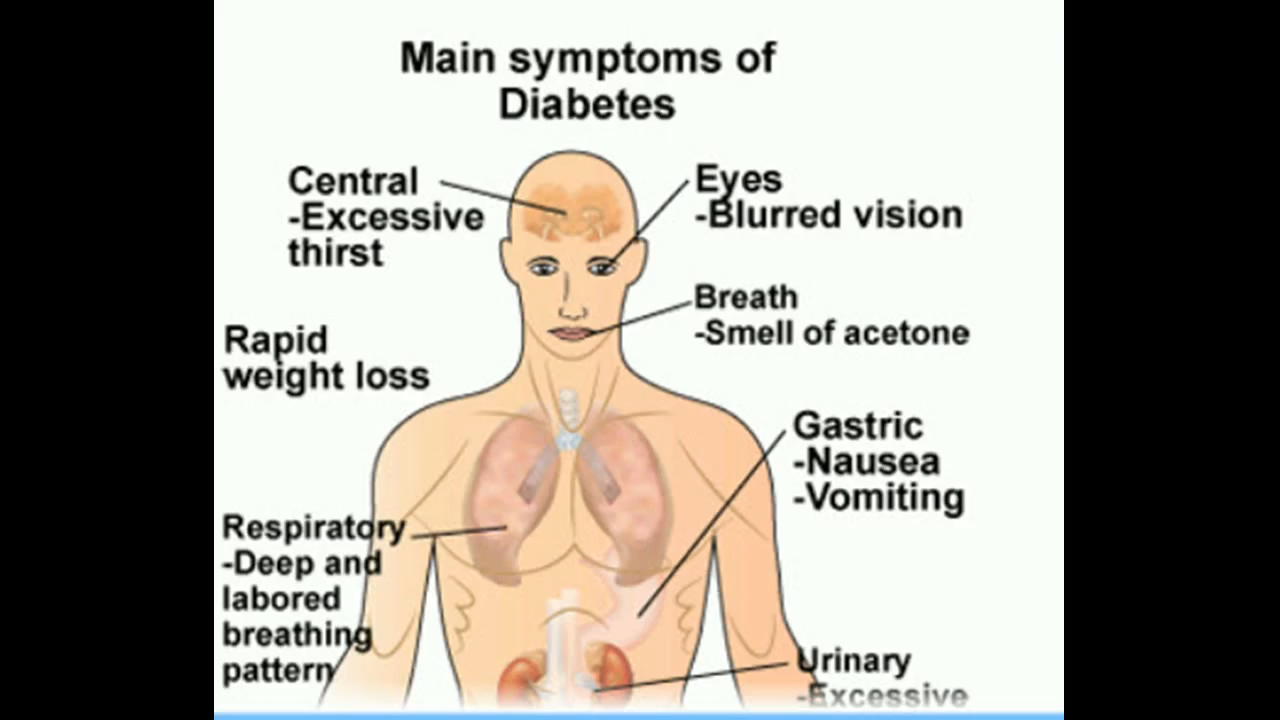 Main symptoms of
Diabetes
Central
-Excessive
thirst
Eyes
-Blurred vision
Breath
-Smell of acetone
Rapid
weight loss
Gastric
-Nausea
-Vomiting
Respiratory
-Deep and
labored
breathing
pattern
Urinary
-Excessive